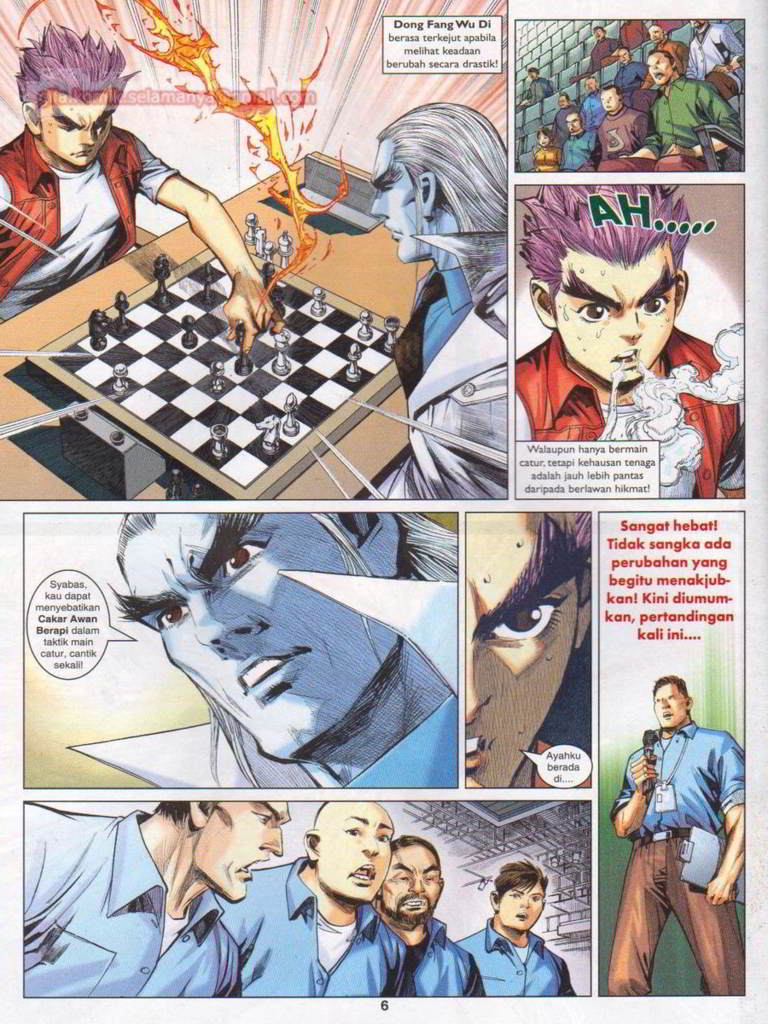 Dong Fang Wu Di
berasa terkejut apabila
melihat keadaan
berubah secara drastik!
AH.....
Walaupun hanya bermain
catur, tetapi kehausan tenaga
adalah jauh lebih pantas
daripada berlawan hikmat!
Syabas,
kau dapat
menyebatikan
Cakar Awan
Berapi dalam
taktik main
catur, cantik
sekali!
Ayahku
berada
di....
Sangat hebat!
Tidak sangka ada
perubahan yang
begitu menakjub-
kan! Kini diumum-
kan, pertandingan
kali ini....
6